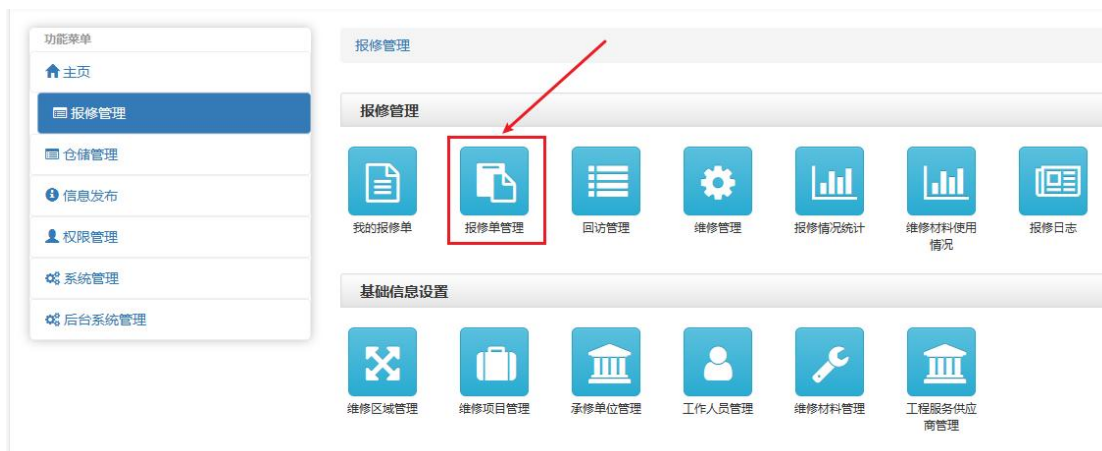 功能菜单
主页
报修管理
仓储管理
信息发布
权限管理
系统管理
后台系统管理
报修管理
报修管理
我的报修单
报修单管理
回访管理
维修管理
报修情况统计
维修材料使用
情况
报修日志
基础信息设置
维修区域管理
维修项目管理
承修单位管理
工作人员管理
维修材料管理
工程服务供应
商管理